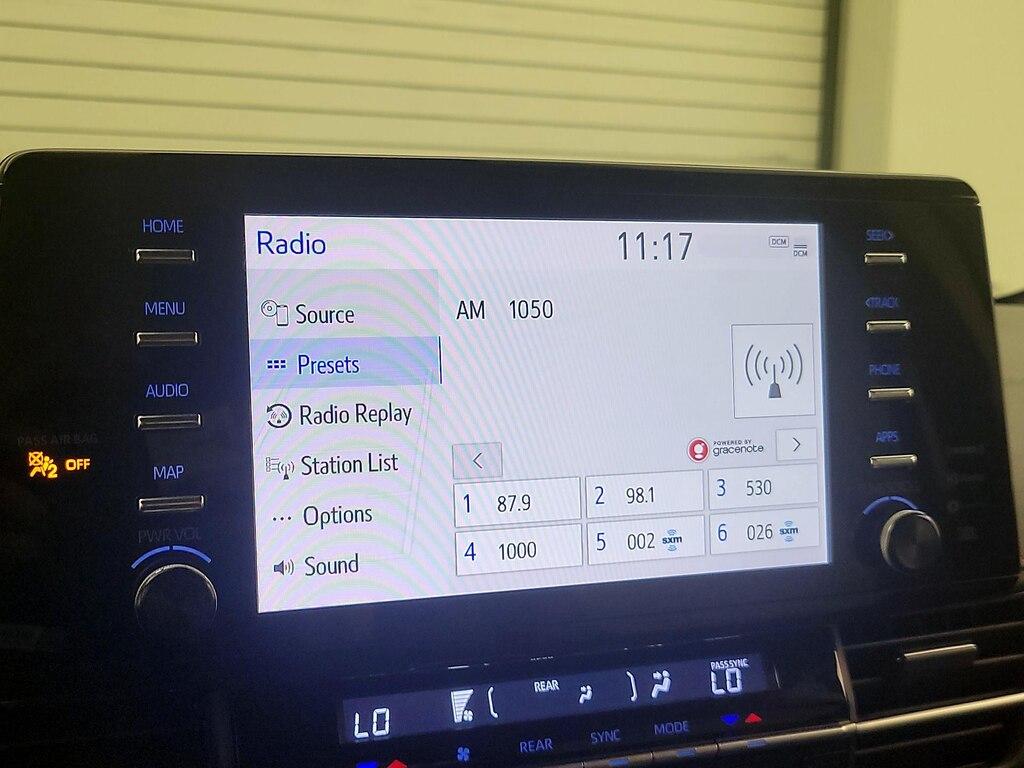 HOME
MENU
AUDIO
MAP
PWR VOL
PASS AIR BAG
2 OFF
Radio
11:17
DCM
DCM
Source
Presets
Radio Replay
Station List
... Options
Sound
AM 1050
POWERED BY
gracenote
<
>
1 87.9
2 98.1
3 530
4 1000
5 002 sxm
6 026 sxm
SEEK>
<TRACK
PHONE
APPS
LO
REAR
PASS SYNC
LO
REAR
SYNC
MODE